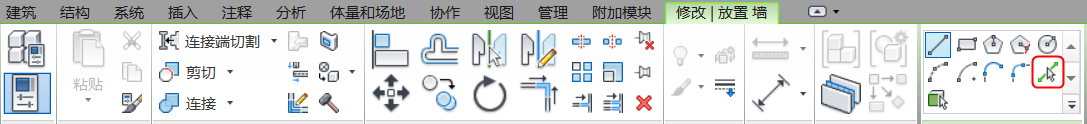 建筑 结构 系统 插入 注释 分析 体量和场地 协作 视图 管理 附加模块 修改 | 放置 墙
连接端切割
粘贴 剪切
连接